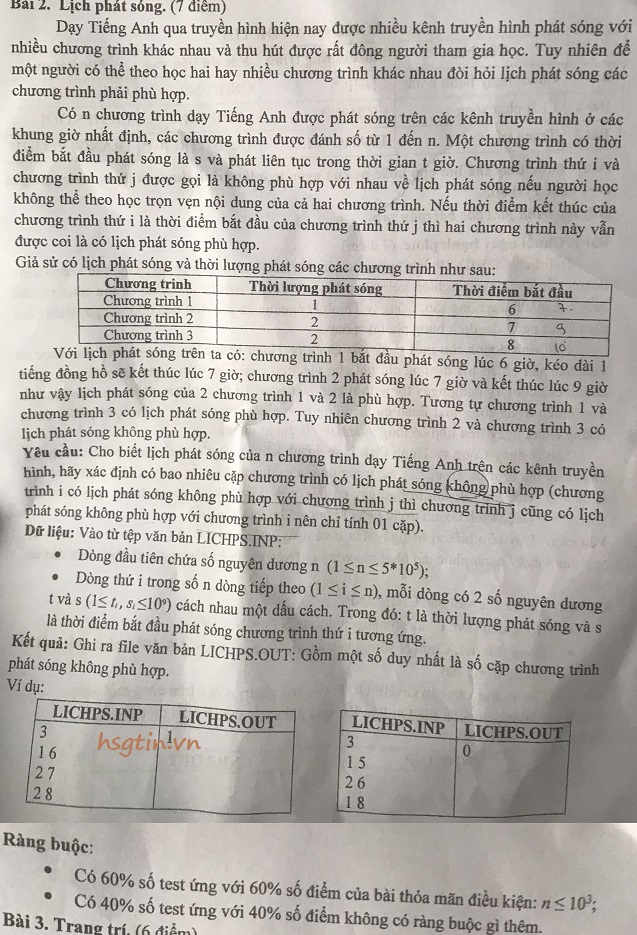 Bài 2. Lịch phát sóng. (7 điểm)
Dạy Tiếng Anh qua truyền hình hiện nay được nhiều kênh truyền hình phát sóng với
nhiều chương trình khác nhau và thu hút được rất đông người tham gia học. Tuy nhiên để
một người có thể theo học hai hay nhiều chương trình khác nhau đòi hỏi lịch phát sóng các
chương trình phải phù hợp.
Có n chương trình dạy Tiếng Anh được phát sóng trên các kênh truyền hình ở các
khung giờ nhất định, các chương trình được đánh số từ 1 đến n. Một chương trình có thời
điểm bắt đầu phát sóng là s và phát liên tục trong thời gian t giờ. Chương trình thứ i và
chương trình thứ j được gọi là không phù hợp với nhau về lịch phát sóng nếu người học
không thể theo học trọn vẹn nội dung của cả hai chương trình. Nếu thời điểm kết thúc của
chương trình thứ i là thời điểm bắt đầu của chương trình thứ j thì hai chương trình này vẫn
được coi là có lịch phát sóng phù hợp.
Giả sử có lịch phát sóng và thời lượng phát sóng các chương trình như sau:
Chương trình Thời lượng phát sóng Thời điểm bắt đầu
Chương trình 1 1 6 7
Chương trình 2 2 7 9
Chương trình 3 2 8 10
Với lịch phát sóng trên ta có: chương trình 1 bắt đầu phát sóng lúc 6 giờ, kéo dài 1
tiếng đồng hồ sẽ kết thúc lúc 7 giờ; chương trình 2 phát sóng lúc 7 giờ và kết thúc lúc 9 giờ
như vậy lịch phát sóng của 2 chương trình 1 và 2 là phù hợp. Tương tự chương trình 1 và
chương trình 3 có lịch phát sóng phù hợp. Tuy nhiên chương trình 2 và chương trình 3 có
lịch phát sóng không phù hợp.
Yêu cầu: Cho biết lịch phát sóng của n chương trình dạy Tiếng Anh trên các kênh truyền
hình, hãy xác định có bao nhiêu cặp chương trình có lịch phát sóng không phù hợp (chương
trình i có lịch phát sóng không phù hợp với chương trình j thì chương trình j cũng có lịch
phát sóng không phù hợp với chương trình i nên chỉ tính 01 cặp).
Dữ liệu: Vào từ tệp văn bản LICHPS.INP:
• Dòng đầu tiên chứa số nguyên dương n (1 ≤ n ≤ 5*10⁵);
• Dòng thứ i trong số n dòng tiếp theo (1 ≤ i ≤ n), mỗi dòng có 2 số nguyên dương
t và s (1≤ tᵢ , sᵢ ≤10⁹) cách nhau một dấu cách. Trong đó: t là thời lượng phát sóng và s
là thời điểm bắt đầu phát sóng chương trình thứ i tương ứng.
Kết quả: Ghi ra file văn bản LICHPS.OUT: Gồm một số duy nhất là số cặp chương trình
phát sóng không phù hợp.
Ví dụ:
LICHPS.INP LICHPS.OUT
3 1
1 6
2 7
2 8
hsgtin.vn
LICHPS.INP LICHPS.OUT
3 0
1 5
2 6
1 8
Ràng buộc:
• Có 60% số test ứng với 60% số điểm của bài thỏa mãn điều kiện: n ≤ 10³;
• Có 40% số test ứng với 40% số điểm không có ràng buộc gì thêm.
Bài 3. Trang trí. (6 điểm)